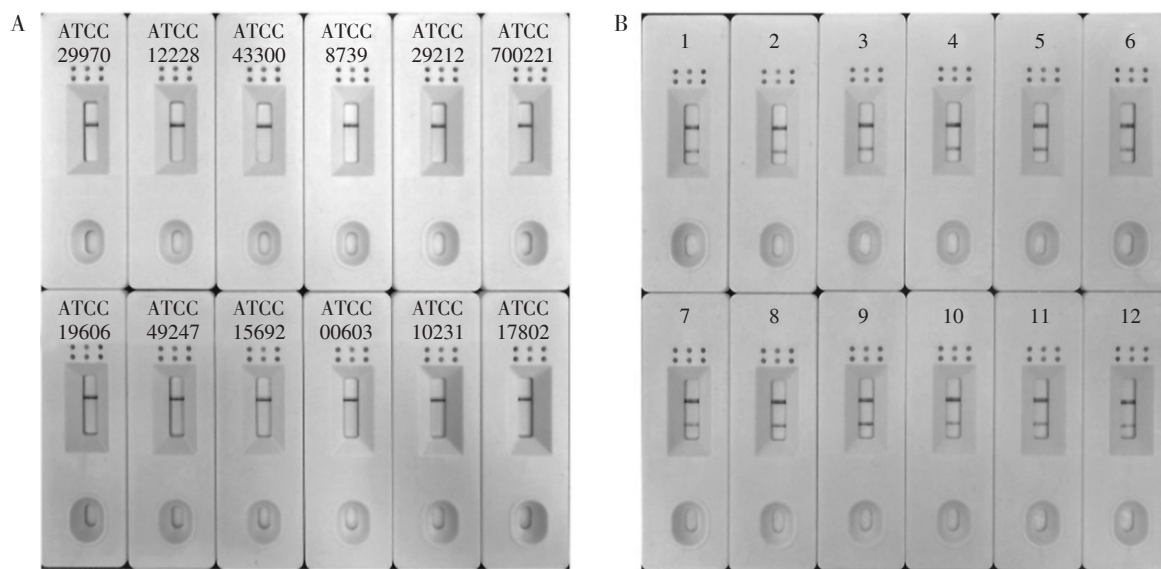 A
B
ATCC
29970
ATCC
12228
ATCC
43300
ATCC
8739
ATCC
29212
ATCC
700221
1
2
3
4
5
6
ATCC
19606
ATCC
49247
ATCC
15692
ATCC
00603
ATCC
10231
ATCC
17802
7
8
9
10
11
12